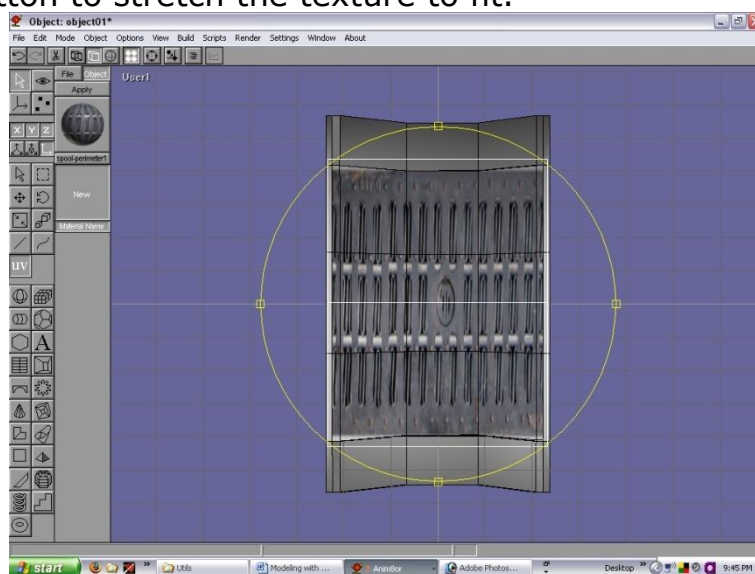 tton to stretch the texture to fit.
Object: object01*
File Edit Mode Object Options View Build Scripts Render Settings Window About
File Object
User1
Apply
X Y Z
spool-perimeter1
New
Material Name
uv
A
start
Utils
Modeling with ...
Anim8or
Adobe Photos...
Desktop
9:45 PM